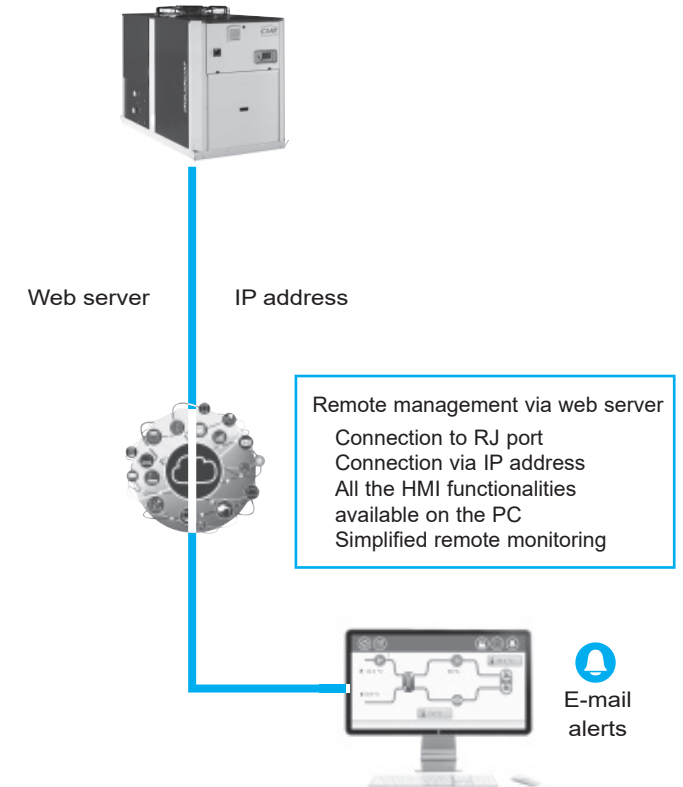 CIAT
Web server
IP address
Remote management via web server
Connection to RJ port
Connection via IP address
All the HMI functionalities
available on the PC
Simplified remote monitoring
E-mail
alerts